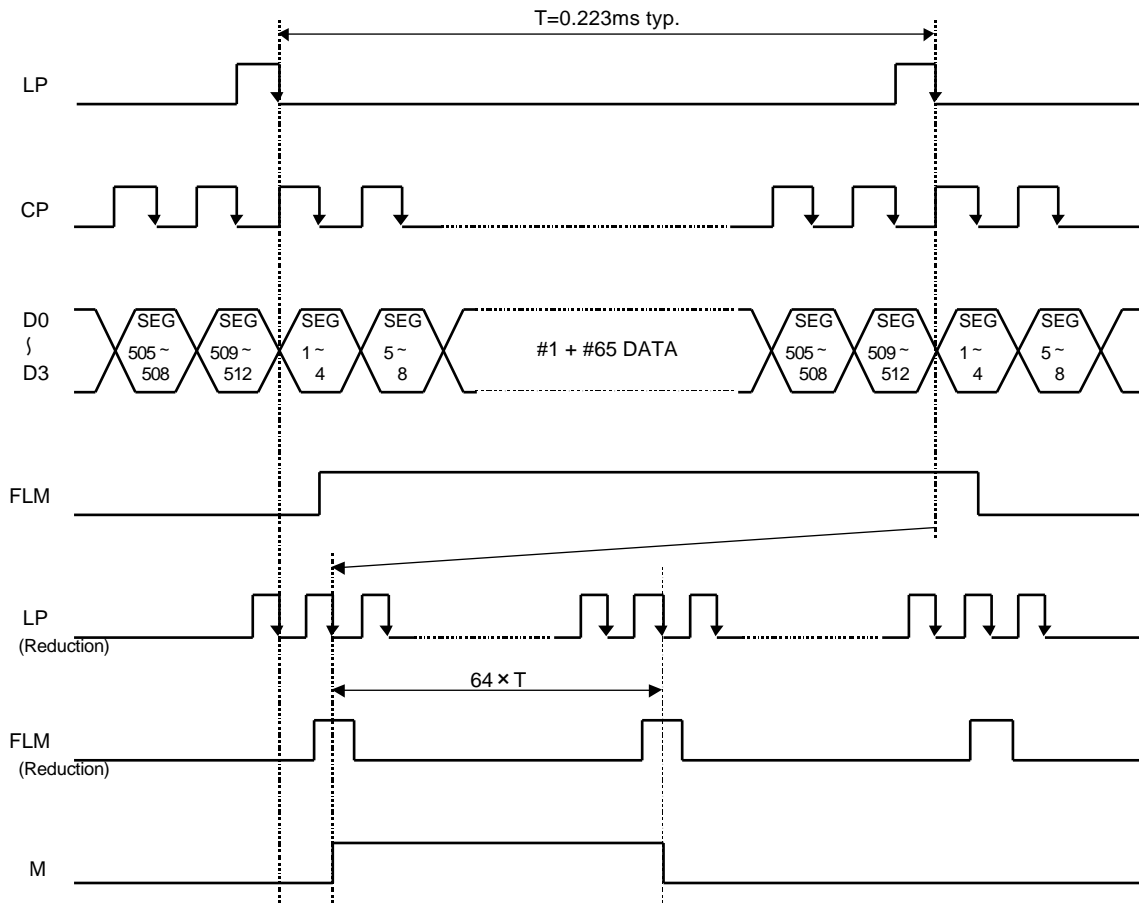 T=0.223ms typ.
LP
CP
D0
∫
D3
SEG
505~
508
SEG
509~
512
SEG
1~
4
SEG
5~
8
#1 + #65 DATA
SEG
505~
508
SEG
509~
512
SEG
1~
4
SEG
5~
8
FLM
LP
(Reduction)
64×T
FLM
(Reduction)
M